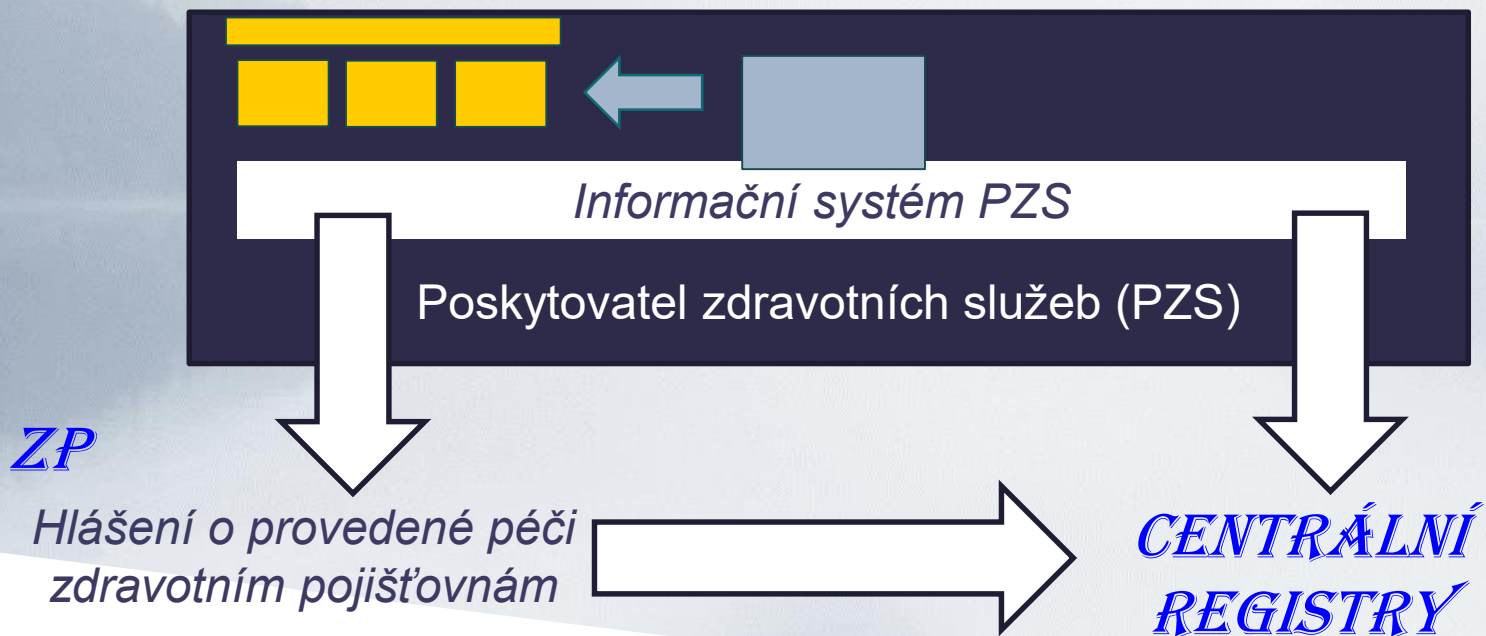 Informační systém PZS
Poskytovatel zdravotních služeb (PZS)
ZP
Hlášení o provedené péči
zdravotním pojišťovnám
CENTRÁLNÍ
REGISTRY